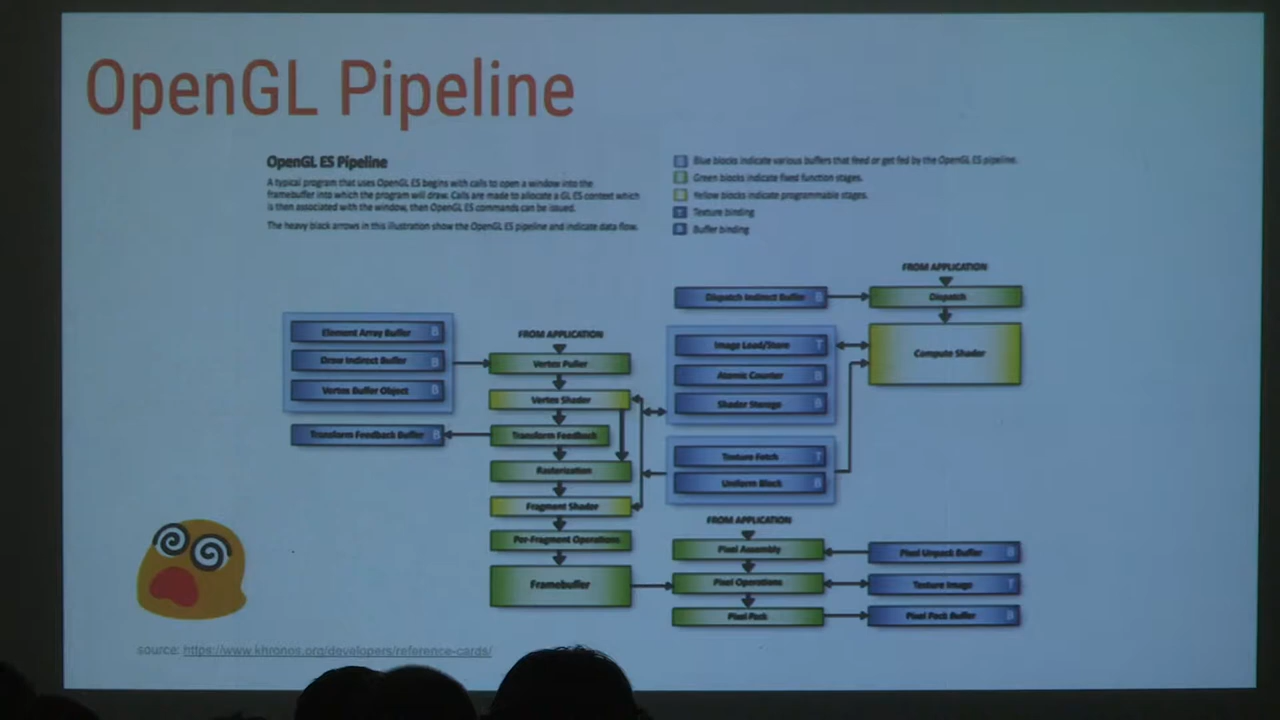 OpenGL Pipeline
OpenGL ES Pipeline
A typical program that uses OpenGL ES begins with calls to open a window into the
framebuffer into which the program will draw. Calls are made to allocate a GL ES context which
is then associated with the window, then OpenGL ES commands can be issued.
The heavy black arrows in this illustration show the OpenGL ES pipeline and indicate data flow.
Blue blocks indicate various buffers that feed or get fed by the OpenGL ES pipeline.
Green blocks indicate fixed function stages.
Yellow blocks indicate programmable stages.
T Texture binding
B Buffer binding
Element Array Buffer B
Draw Indirect Buffer B
Vertex Buffer Object B
Transform Feedback Buffer B
FROM APPLICATION
Vertex Puller
Vertex Shader
Transform Feedback
Rasterization
Fragment Shader
Per-Fragment Operations
Framebuffer
Dispatch Indirect Buffer B
Image Load/Store T
Atomic Counter B
Shader Storage B
Texture Fetch T
Uniform Block B
FROM APPLICATION
Dispatch
Compute Shader
FROM APPLICATION
Pixel Assembly
Pixel Operations
Pixel Pack
Pixel Unpack Buffer B
Texture Image T
Pixel Pack Buffer B
source: https://www.khronos.org/developers/reference-cards/